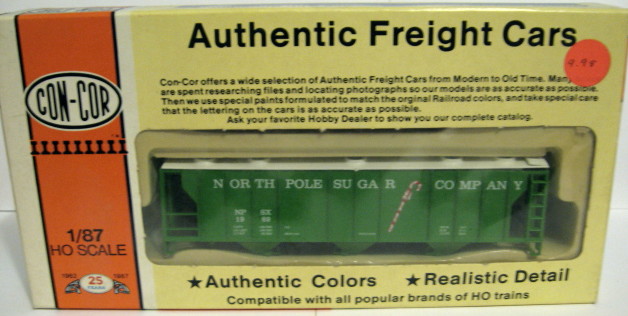 Authentic Freight Cars
9.98
Con-Cor offers a wide selection of Authentic Freight Cars from Modern to Old Time. Many
are spent researching files and locating photographs so our models are as accurate as possible.
Then we use special paints formulated to match the orginal Railroad colors, and take special care
that the lettering on the cars is as accurate as possible.
Ask your favorite Hobby Dealer to show you our complete catalog.
CON-COR
NORTH POLE SUGAR COMPANY
1/87
HO SCALE
1962 25 YEARS 1987
★Authentic Colors ★Realistic Detail
Compatible with all popular brands of HO trains